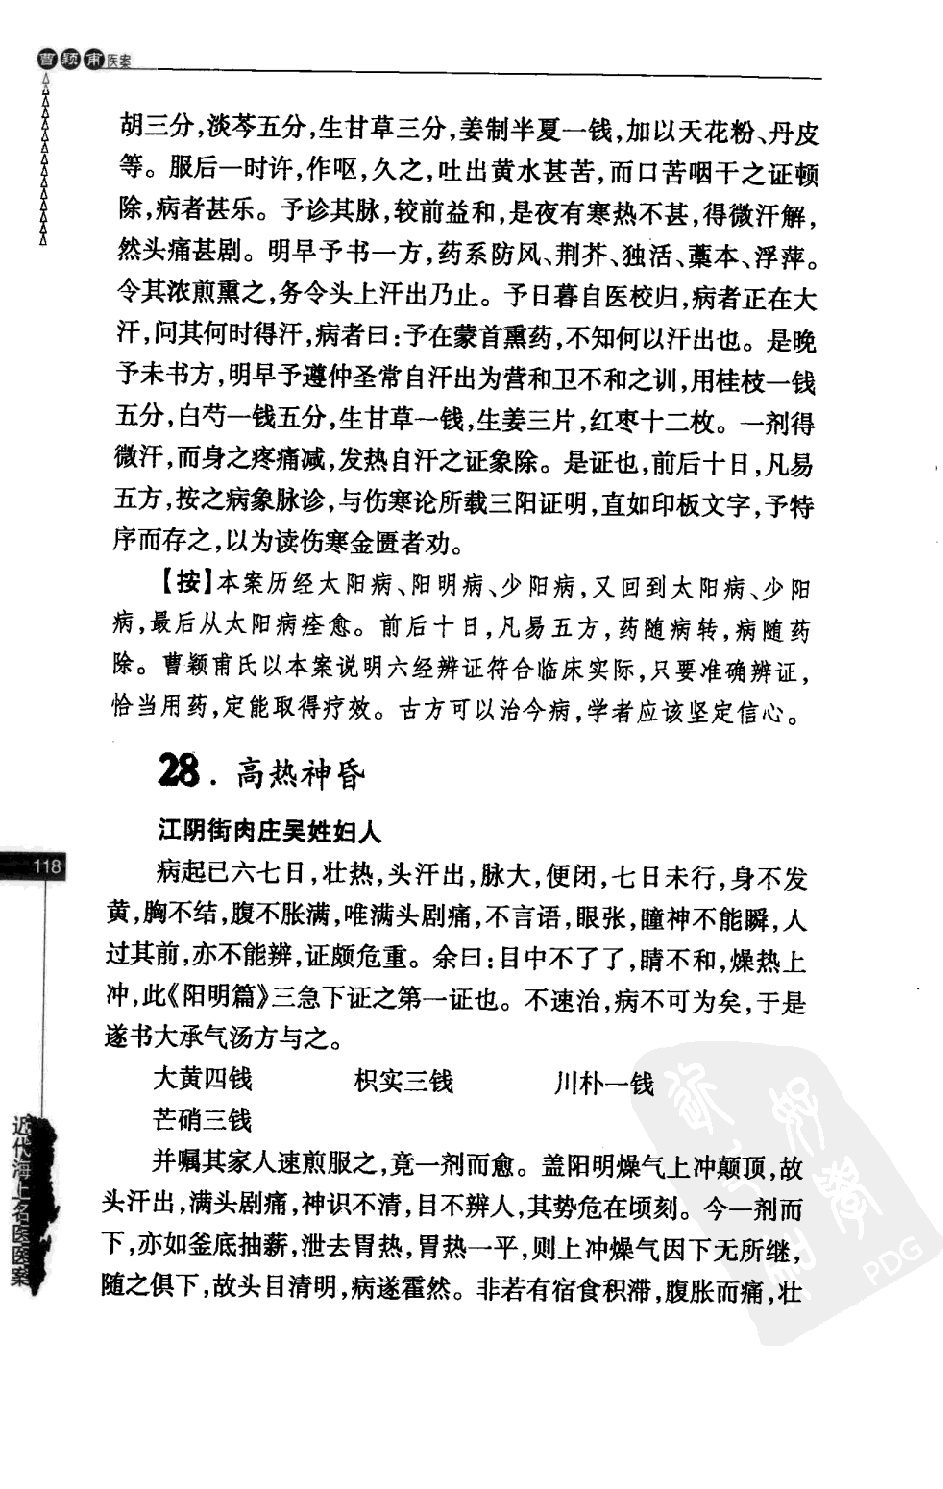 曹颖甫医案
胡三分,淡芩五分,生甘草三分,姜制半夏一钱,加以天花粉、丹皮
等。服后一时许,作呕,久之,吐出黄水甚苦,而口苦咽干之证顿
除,病者甚乐。予诊其脉,较前益和,是夜有寒热不甚,得微汗解,
然头痛甚剧。明早予书一方,药系防风、荆芥、独活、藁本、浮萍。
令其浓煎熏之,务令头上汗出乃止。予日暮自医校归,病者正在大
汗,问其何时得汗,病者曰:予在蒙首熏药,不知何以汗出也。是晚
予未书方,明早予遵仲圣常自汗出为营和卫不和之训,用桂枝一钱
五分,白芍一钱五分,生甘草一钱,生姜三片,红枣十二枚。一剂得
微汗,而身之疼痛减,发热自汗之证象除。是证也,前后十日,凡易
五方,按之病象脉诊,与伤寒论所载三阳证明,直如印板文字,予特
序而存之,以为读伤寒金匮者劝。
【按】本案历经太阳病、阳明病、少阳病,又回到太阳病、少阳
病,最后从太阳病痊愈。前后十日,凡易五方,药随病转,病随药
除。曹颖甫氏以本案说明六经辨证符合临床实际,只要准确辨证,
恰当用药,定能取得疗效。古方可以治今病,学者应该坚定信心。
28.高热神昏
江阴街肉庄吴姓妇人
病起已六七日,壮热,头汗出,脉大,便闭,七日未行,身不发
黄,胸不结,腹不胀满,唯满头剧痛,不言语,眼张,瞳神不能瞬,人
过其前,亦不能辨,证颇危重。余曰:目中不了了,睛不和,燥热上
冲,此《阳明篇》三急下证之第一证也。不速治,病不可为矣,于是
遂书大承气汤方与之。
大黄四钱 枳实三钱 川朴一钱
芒硝三钱
并嘱其家人速煎服之,竟一剂而愈。盖阳明燥气上冲颠顶,故
头汗出,满头剧痛,神识不清,目不辨人,其势危在顷刻。今一剂而
下,亦如釜底抽薪,泄去胃热,胃热一平,则上冲燥气因下无所继,
随之俱下,故头目清明,病遂霍然。非若有宿食积滞,腹胀而痛,壮
118
近代海上名医医案
PDG